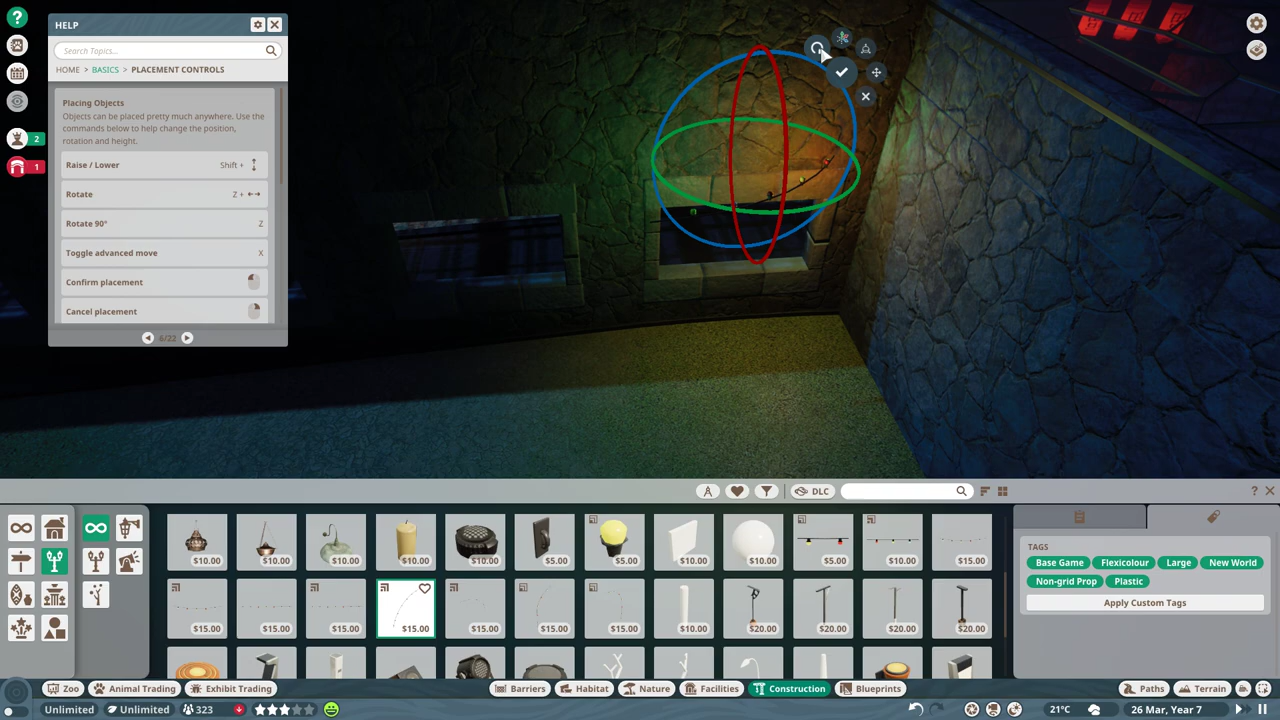 HELP
Search Topics...
HOME > BASICS > PLACEMENT CONTROLS
Placing Objects
Objects can be placed pretty much anywhere. Use the
commands below to help change the position,
rotation and height.
Raise / Lower Shift +
Rotate Z +
Rotate 90° Z
Toggle advanced move X
Confirm placement
Cancel placement
6/22
2
1
DLC
$10.00 $10.00 $10.00 $10.00 $10.00 $5.00 $5.00 $10.00 $10.00 $5.00 $10.00 $15.00
$15.00 $15.00 $15.00 $15.00 $15.00 $15.00 $15.00 $10.00 $20.00 $20.00 $20.00 $20.00
TAGS
Base Game Flexicolour Large New World
Non-grid Prop Plastic
Apply Custom Tags
Zoo Animal Trading Exhibit Trading Barriers Habitat Nature Facilities Construction Blueprints Paths Terrain
Unlimited Unlimited 323 21°C 26 Mar, Year 7